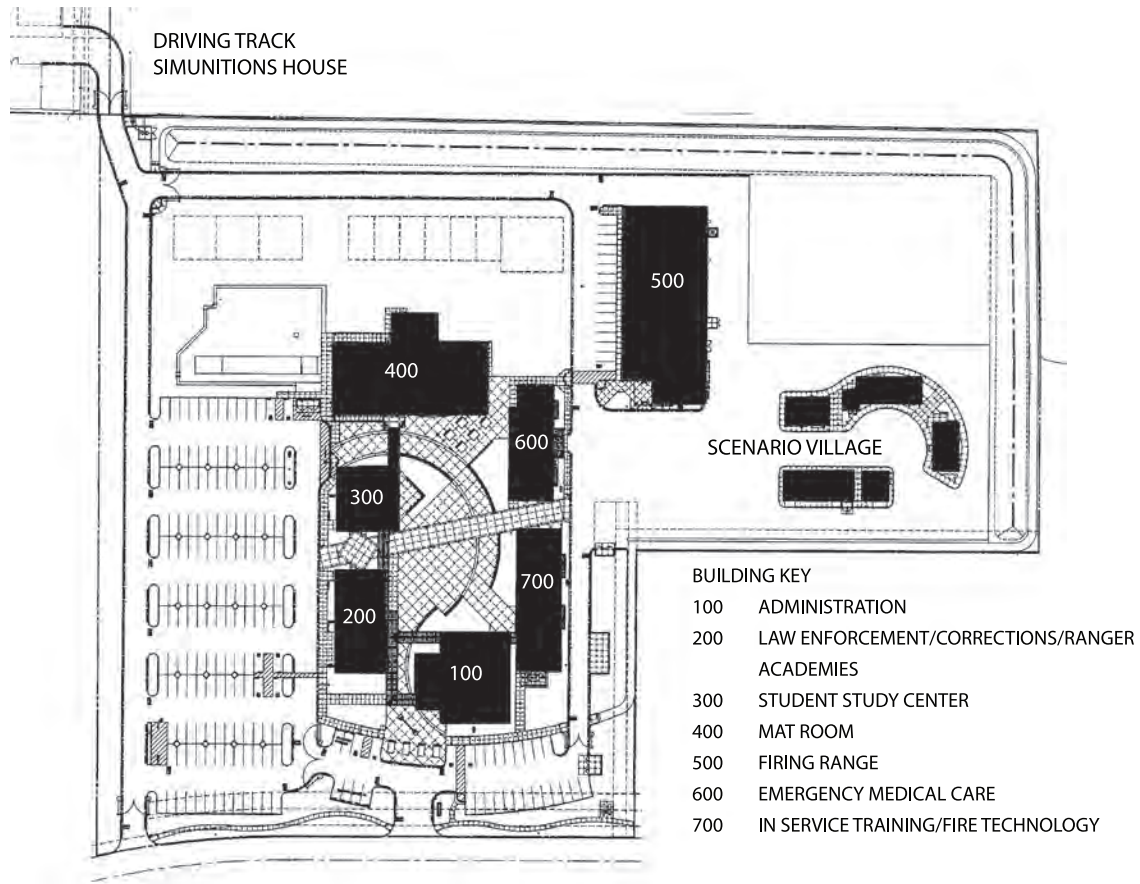 DRIVING TRACK
SIMUNITIONS HOUSE
500
400
600
SCENARIO VILLAGE
300
700
200
100
BUILDING KEY
100 ADMINISTRATION
200 LAW ENFORCEMENT/CORRECTIONS/RANGER
ACADEMIES
300 STUDENT STUDY CENTER
400 MAT ROOM
500 FIRING RANGE
600 EMERGENCY MEDICAL CARE
700 IN SERVICE TRAINING/FIRE TECHNOLOGY